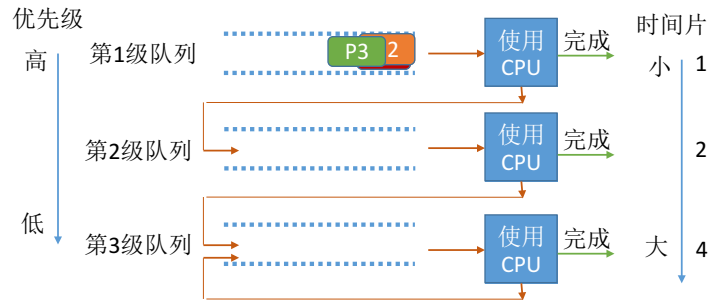 优先级
时间片
高
第1级队列
P3
2
使用
CPU
完成
小
1
第2级队列
使用
CPU
完成
2
低
第3级队列
使用
CPU
完成
大
4